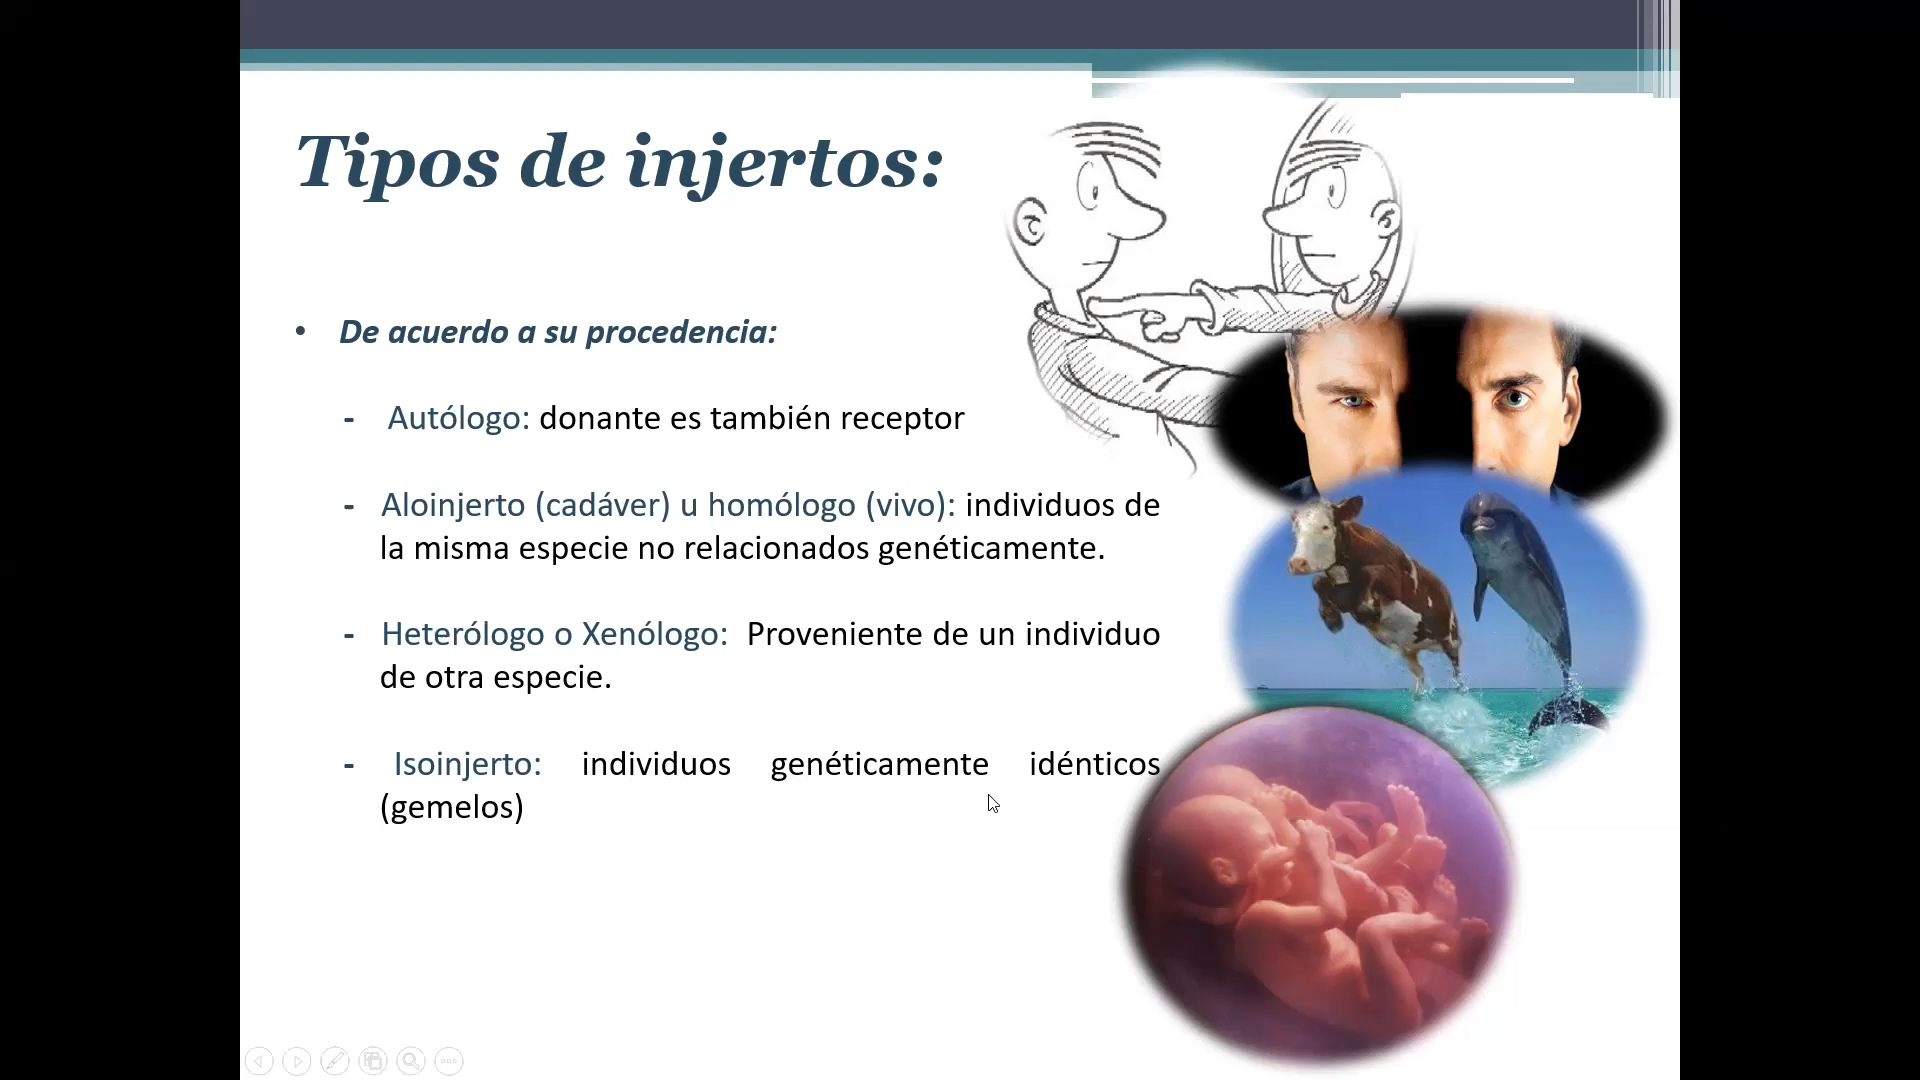 Tipos de injertos:
• De acuerdo a su procedencia:
- Autólogo: donante es también receptor
- Aloinjerto (cadáver) u homólogo (vivo): individuos de
la misma especie no relacionados genéticamente.
- Heterólogo o Xenólogo: Proveniente de un individuo
de otra especie.
- Isoinjerto: individuos genéticamente idénticos
(gemelos)